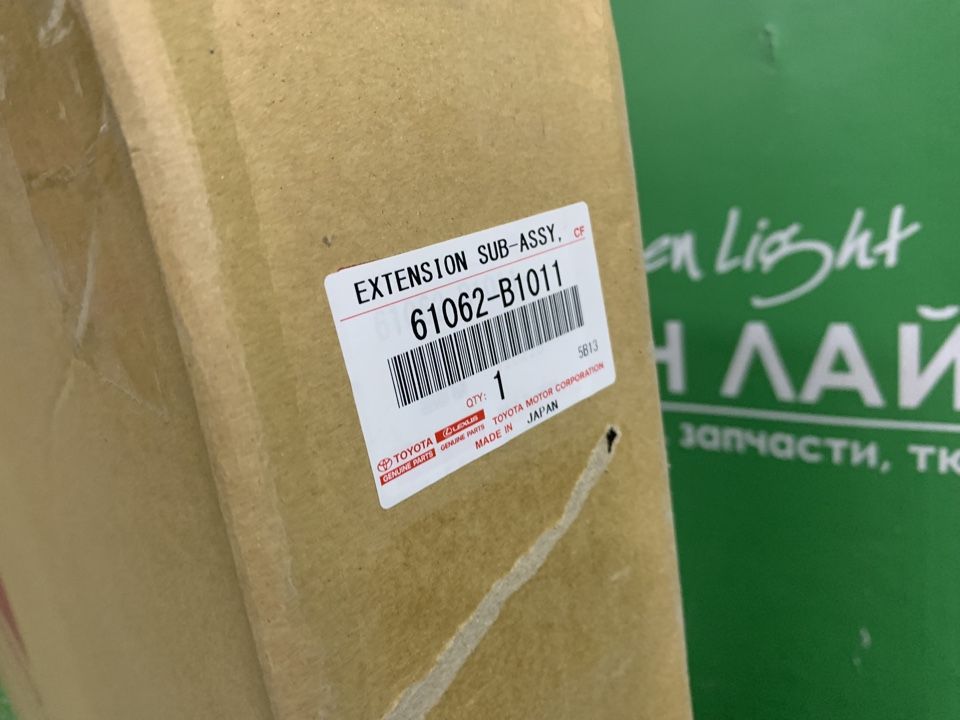 EXTENSION SUB-ASSY, CF
61062-B1011
5B13
QTY: 1
TOYOTA LEXUS TOYOTA MOTOR CORPORATION
GENUINE PARTS GENUINE PARTS MADE IN JAPAN
en Light
Н ЛАЙ
запчасти, тк